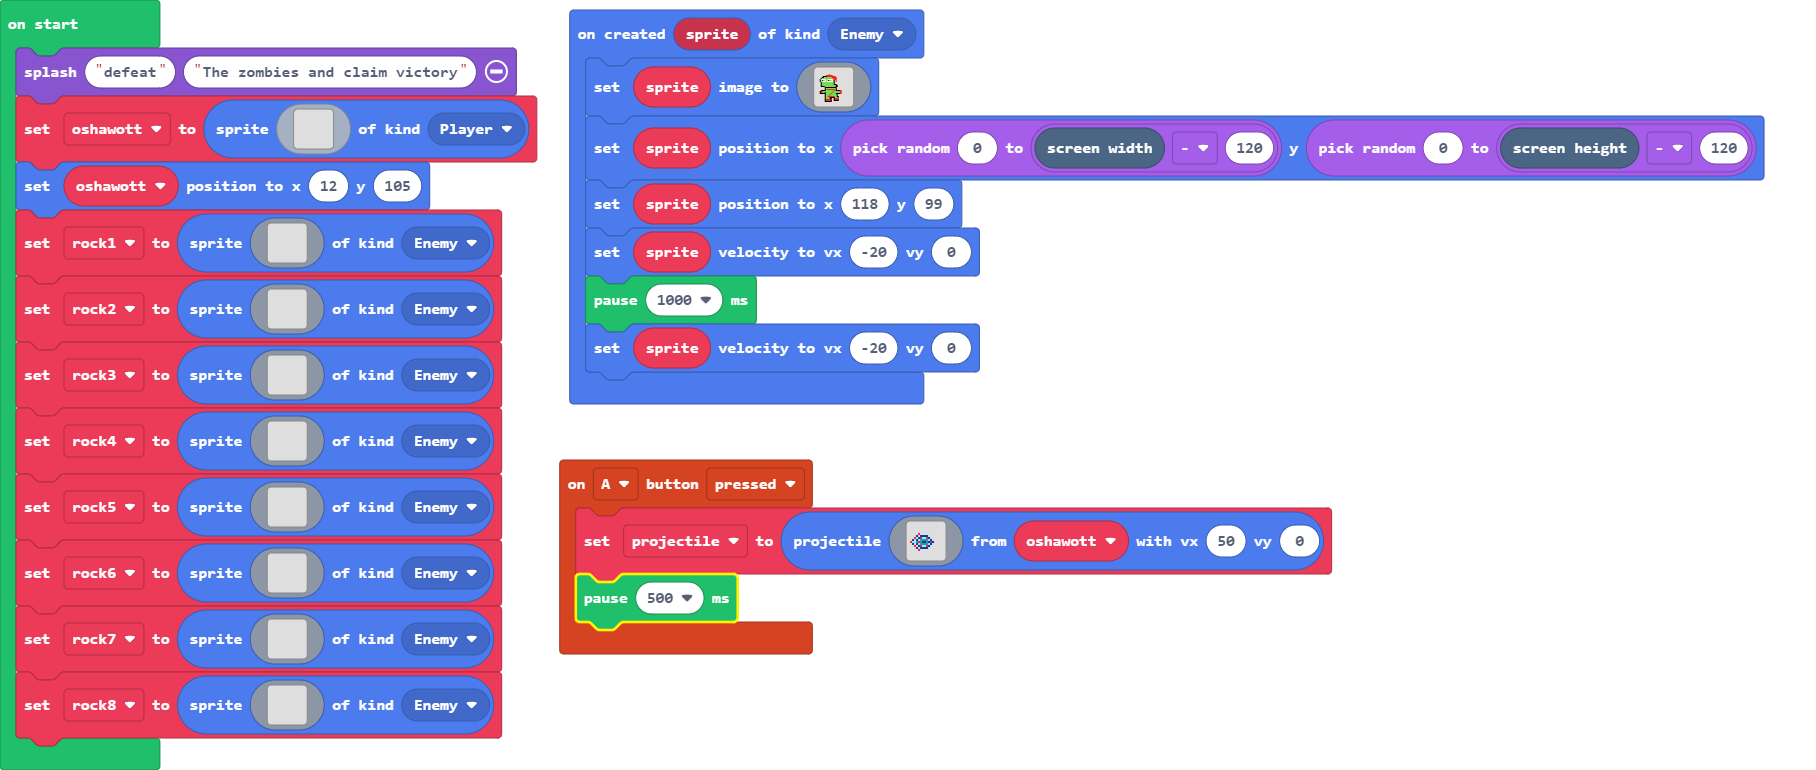 on start
splash "defeat" "The zombies and claim victory"
set oshawott to sprite of kind Player
set oshawott position to x 12 y 105
set rock1 to sprite of kind Enemy
set rock2 to sprite of kind Enemy
set rock3 to sprite of kind Enemy
set rock4 to sprite of kind Enemy
set rock5 to sprite of kind Enemy
set rock6 to sprite of kind Enemy
set rock7 to sprite of kind Enemy
set rock8 to sprite of kind Enemy
on created sprite of kind Enemy
set sprite image to
set sprite position to x pick random 0 to screen width - 120 y pick random 0 to screen height - 120
set sprite position to x 118 y 99
set sprite velocity to vx -20 vy 0
pause 1000 ms
set sprite velocity to vx -20 vy 0
on A button pressed
set projectile to projectile from oshawott with vx 50 vy 0
pause 500 ms